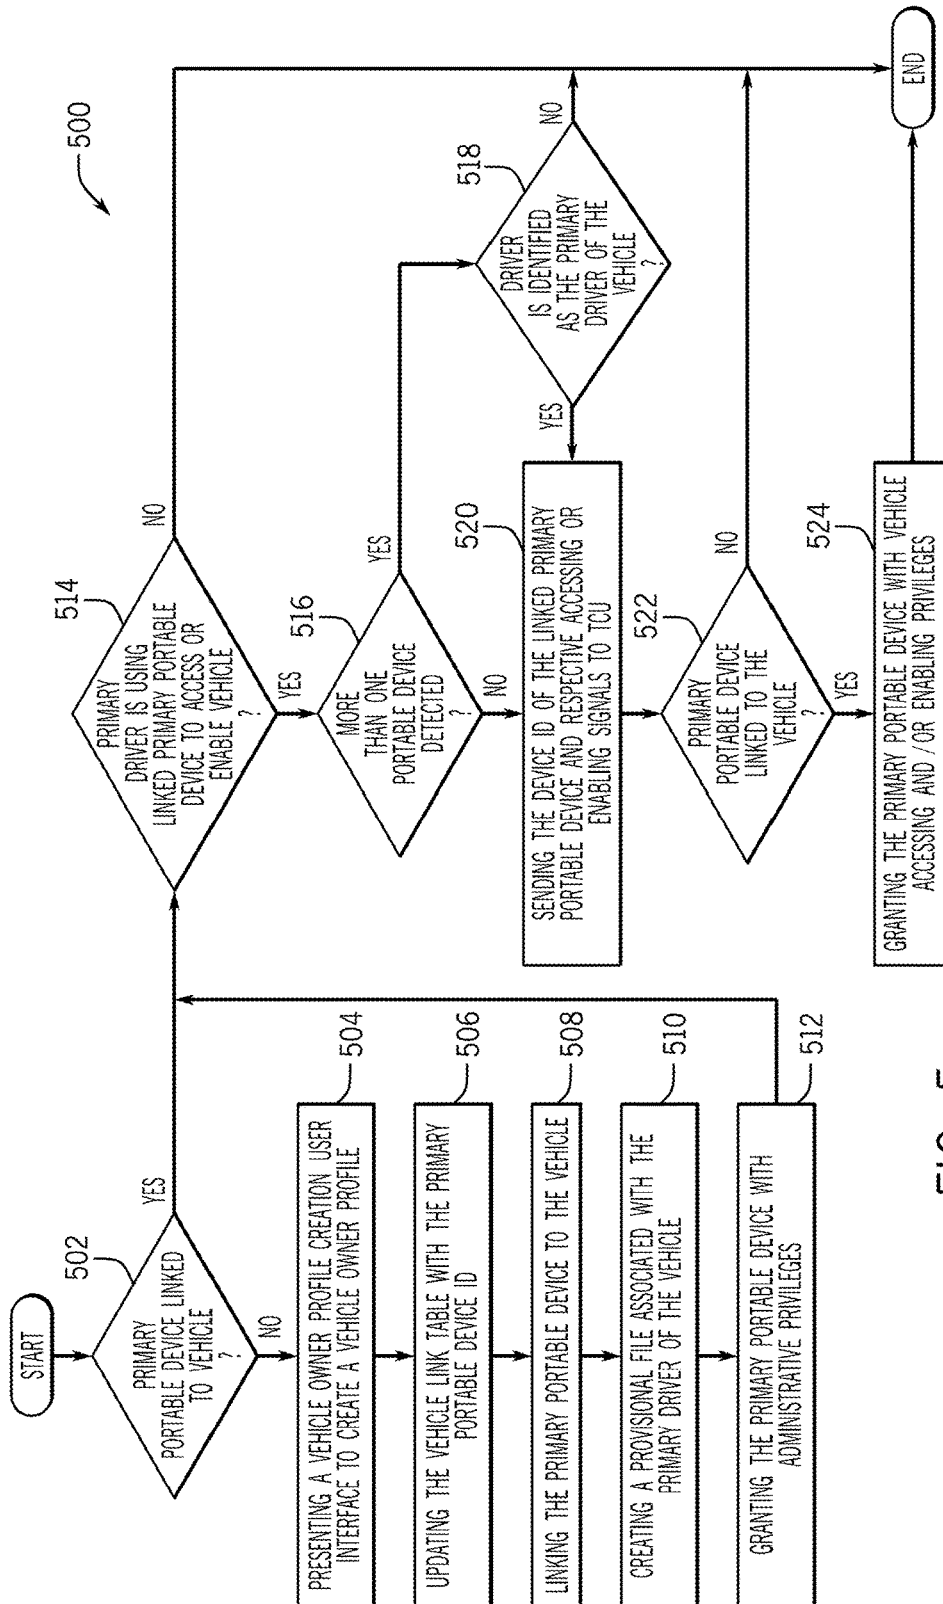 500
START
502
PRIMARY
PORTABLE DEVICE LINKED
TO VEHICLE
?
YES
NO
504
PRESENTING A VEHICLE OWNER PROFILE CREATION USER
INTERFACE TO CREATE A VEHICLE OWNER PROFILE
506
UPDATING THE VEHICLE LINK TABLE WITH THE PRIMARY
PORTABLE DEVICE ID
508
LINKING THE PRIMARY PORTABLE DEVICE TO THE VEHICLE
510
CREATING A PROVISIONAL FILE ASSOCIATED WITH THE
PRIMARY DRIVER OF THE VEHICLE
512
GRANTING THE PRIMARY PORTABLE DEVICE WITH
ADMINISTRATIVE PRIVILEGES
514
PRIMARY
DRIVER IS USING
LINKED PRIMARY PORTABLE
DEVICE TO ACCESS OR
ENABLE VEHICLE
?
NO
YES
516
MORE
THAN ONE
PORTABLE DEVICE
DETECTED
?
YES
NO
518
DRIVER
IS IDENTIFIED
AS THE PRIMARY
DRIVER OF THE
VEHICLE
?
NO
YES
520
SENDING THE DEVICE ID OF THE LINKED PRIMARY
PORTABLE DEVICE AND RESPECTIVE ACCESSING OR
ENABLING SIGNALS TO TCU
522
PRIMARY
PORTABLE DEVICE
LINKED TO THE
VEHICLE
?
NO
YES
524
GRANTING THE PRIMARY PORTABLE DEVICE WITH VEHICLE
ACCESSING AND /OR ENABLING PRIVILEGES
END